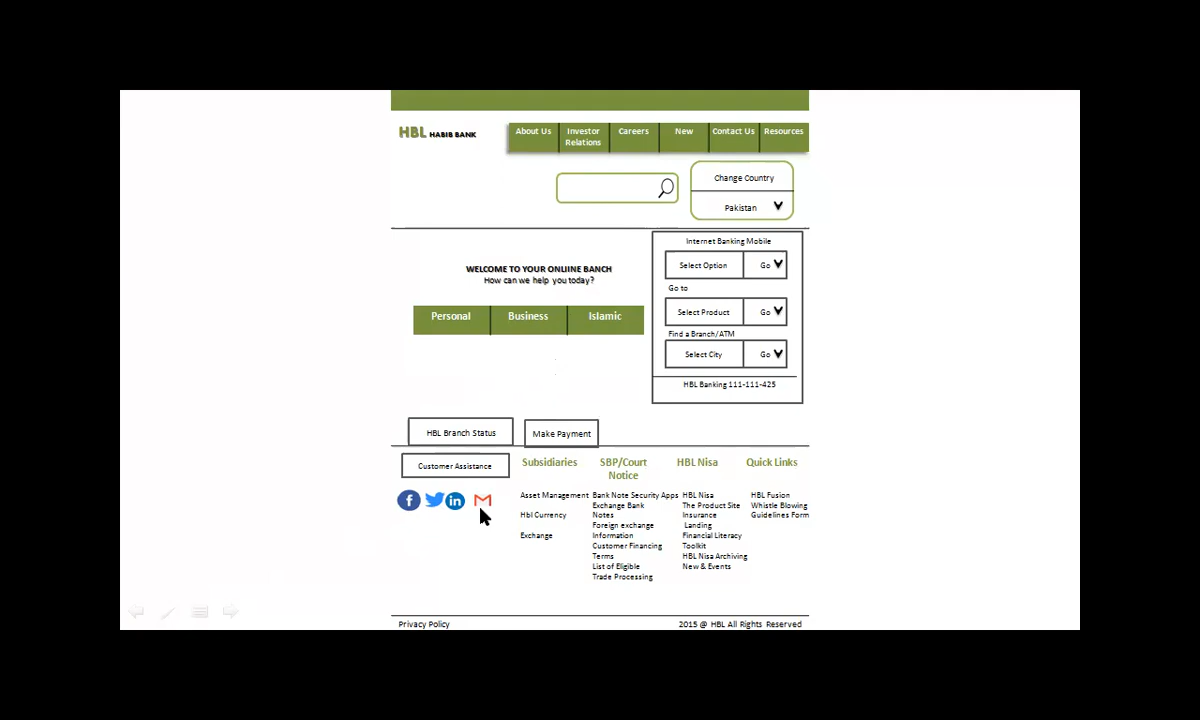 HBL HABIB BANK
About Us
Investor
Relations
Careers
New
Contact Us
Resources
Change Country
Pakistan
Internet Banking Mobile
Select Option
Go
Go to
Select Product
Go
Find a Branch/ATM
Select City
Go
HBL Banking 111-111-425
WELCOME TO YOUR ONLIINE BANCH
How can we help you today?
Personal
Business
Islamic
HBL Branch Status
Make Payment
Customer Assistance
Subsidiaries
Asset Management
Hbl Currency
Exchange
SBP/Court
Notice
Bank Note Security Apps
Exchange Bank
Notes
Foreign exchange
Information
Customer Financing
Terms
List of Eligible
Trade Processing
HBL Nisa
HBL Nisa
The Product Site
Insurance
Landing
Financial Literacy
Toolkit
HBL Nisa Archiving
New & Events
Quick Links
HBL Fusion
Whistle Blowing
Guidelines Form
Privacy Policy
2015 @ HBL All Rights Reserved